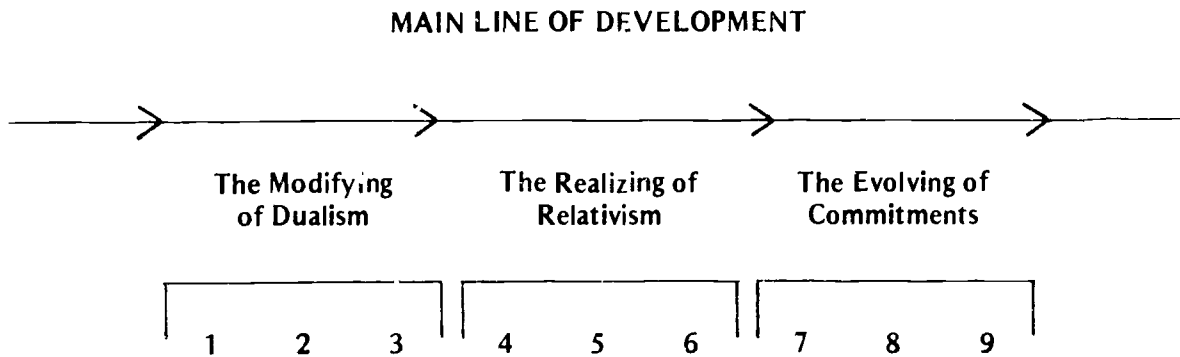 MAIN LINE OF DEVELOPMENT
The Modifying
of Dualism
The Realizing of
Relativism
The Evolving of
Commitments
1 2 3 4 5 6 7 8 9